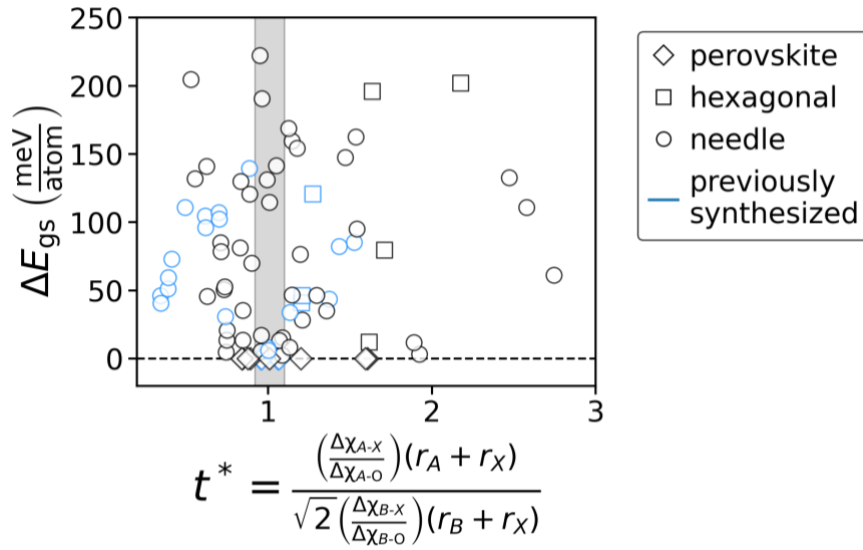 250
200
150
100
50
0
ΔE_gs (meV/atom)
1 2 3
t* = ((Δχ_A-X/Δχ_A-O)(r_A + r_X))/(√2(Δχ_B-X/Δχ_B-O)(r_B + r_X))
perovskite
hexagonal
needle
previously
synthesized